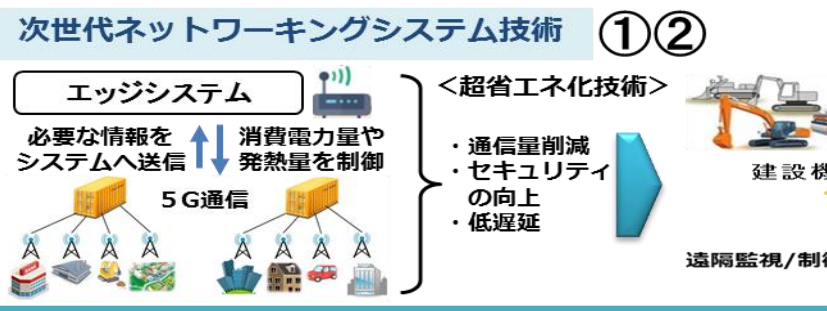 次世代ネットワーキングシステム技術 ①②
エッジシステム
必要な情報を
システムへ送信
消費電力量や
発熱量を制御
5G通信
<超省エネ化技術>
・通信量削減
・セキュリティ
の向上
・低遅延
建設機
遠隔監視/制御